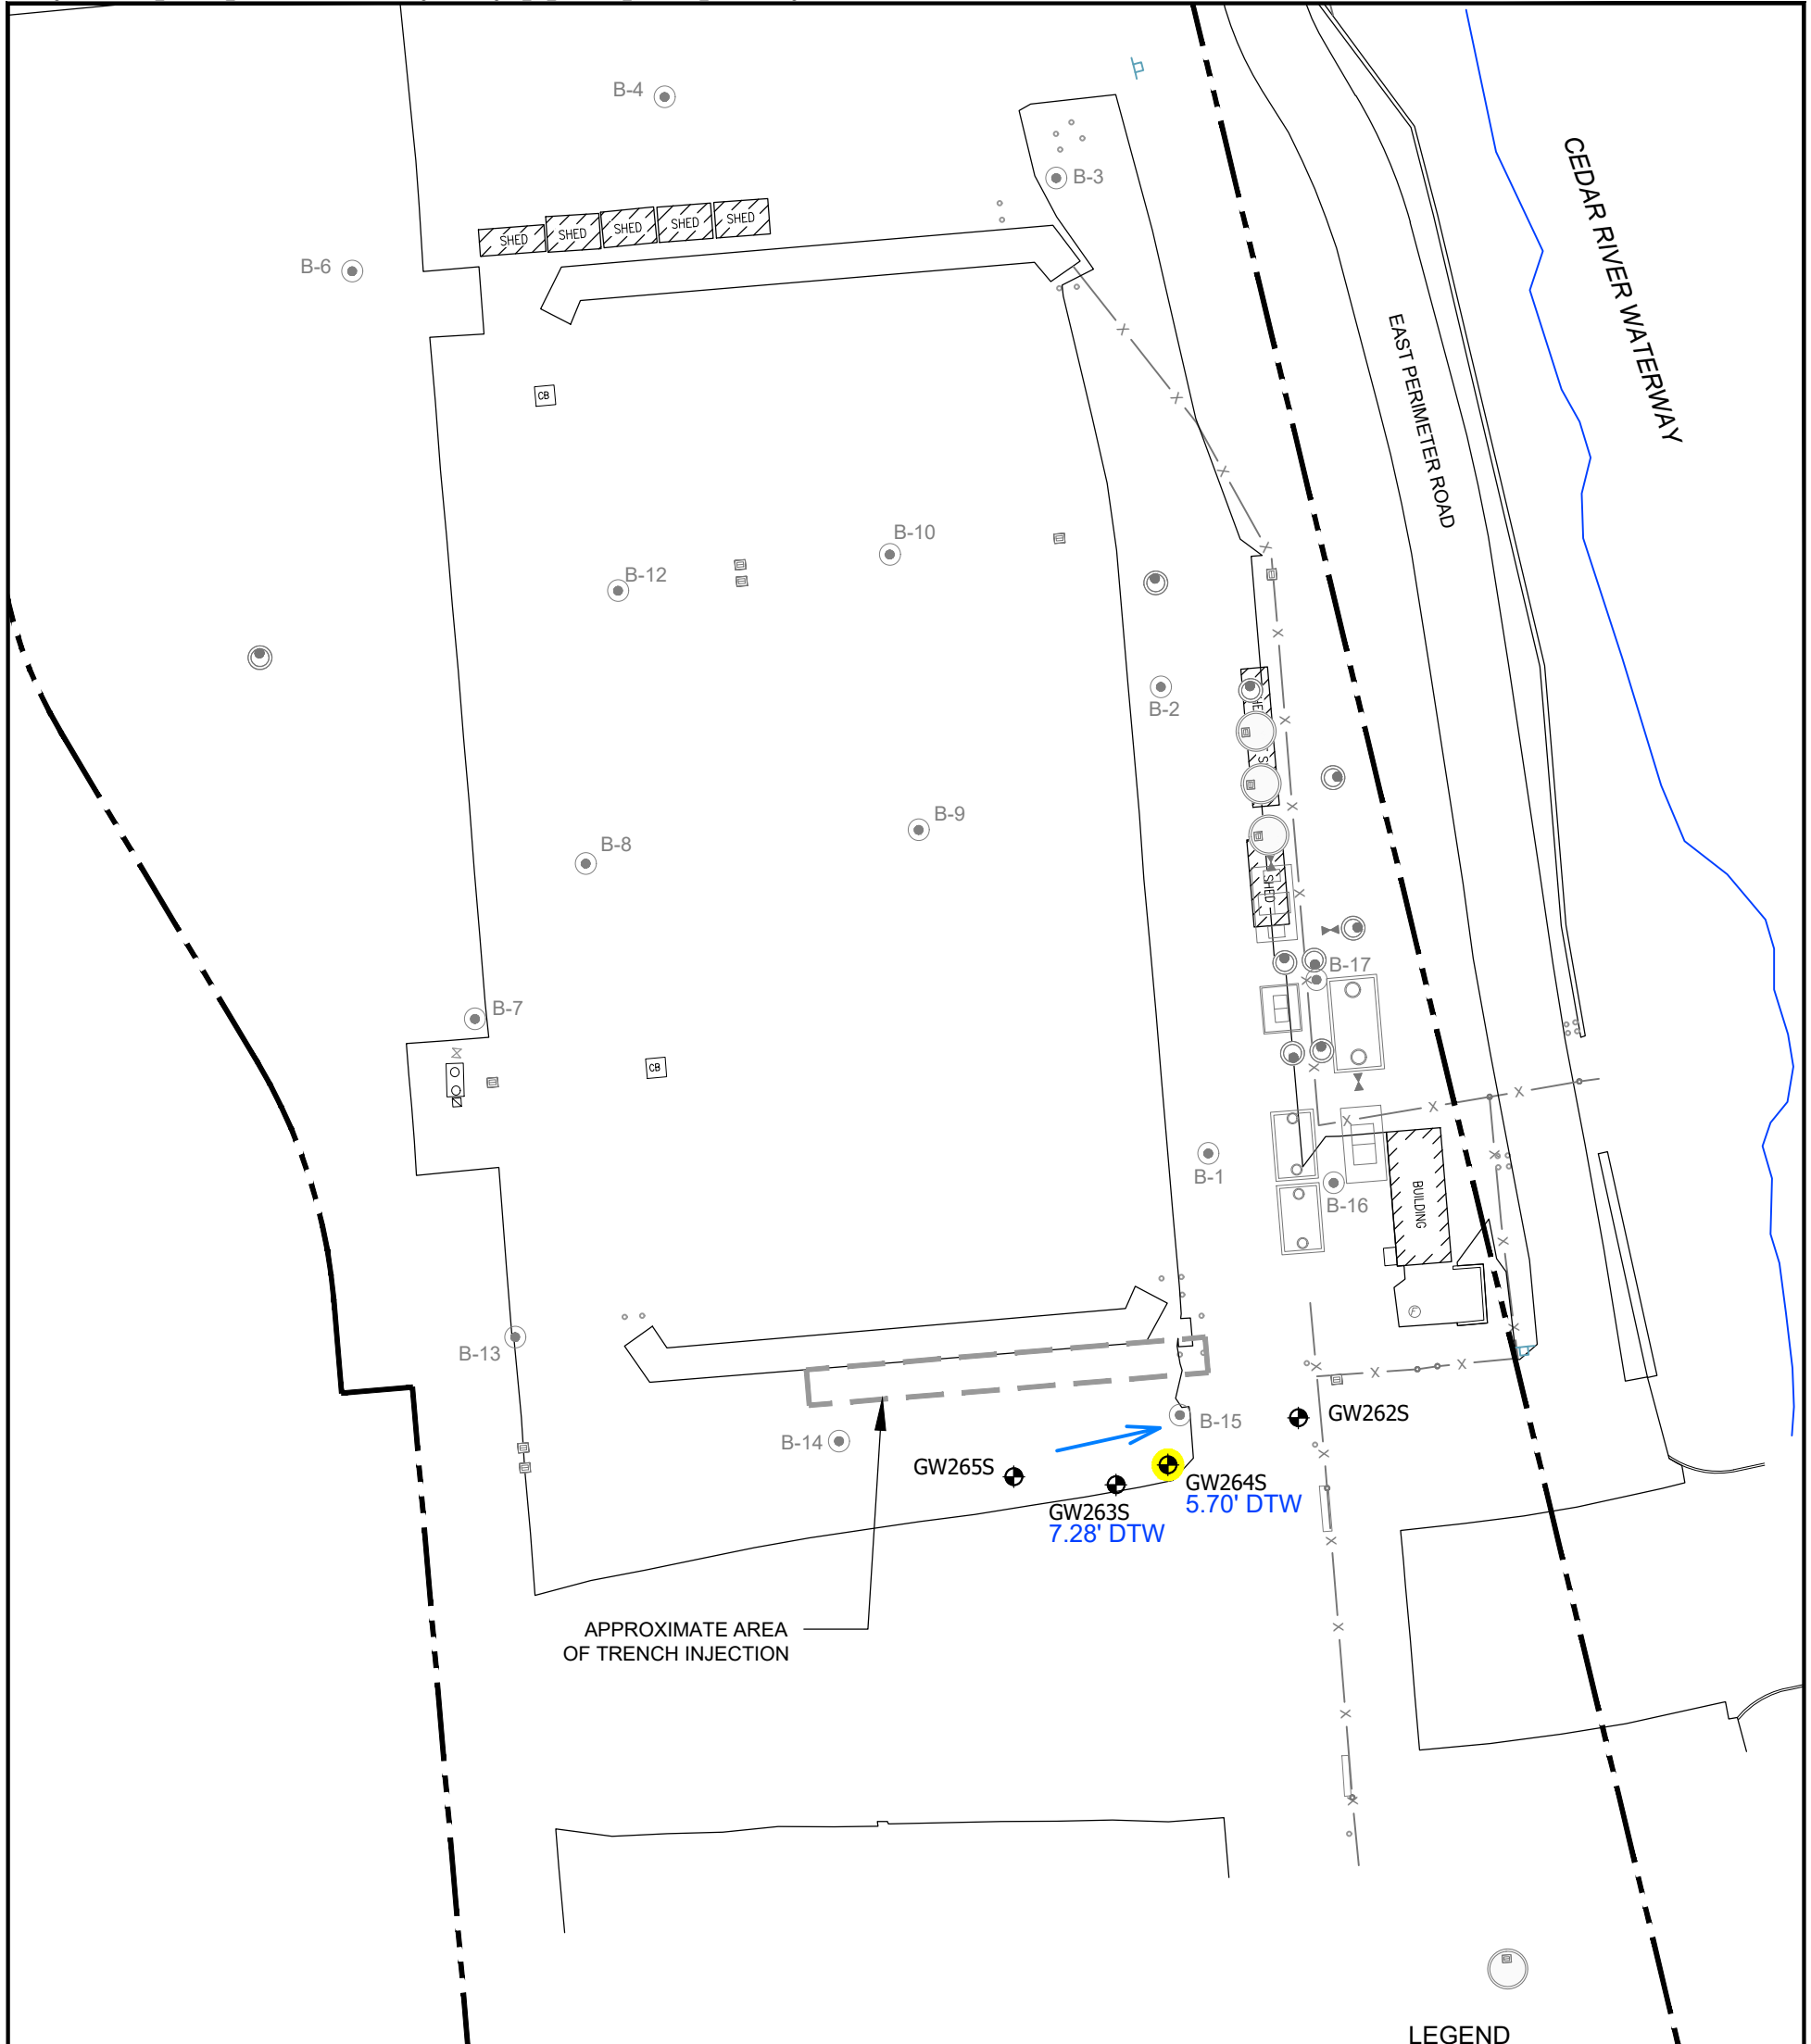 B-4
B-3
CEDAR RIVER WATERWAY
SHED
SHED
SHED
SHED
SHED
B-6
EAST PERIMETER ROAD
CB
B-10
B-12
B-2
B-9
B-8
SHED
B-17
B-7
CB
B-1
B-16
BUILDING
F
B-13
B-15
GW262S
B-14
GW265S
GW264S
5.70' DTW
GW263S
7.28' DTW
APPROXIMATE AREA
OF TRENCH INJECTION
LEGEND